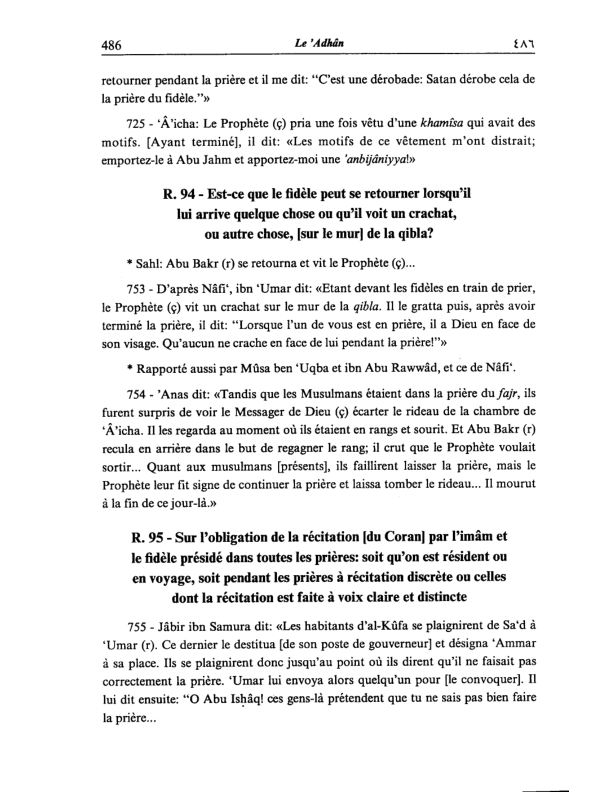 486 Le ’Adhân ٤٨٦
retourner pendant la prière et il me dit: “C’est une dérobade: Satan dérobe cela de
la prière du fidèle.”»
725 - ‘Â’icha: Le Prophète (ç) pria une fois vêtu d’une khamîsa qui avait des
motifs. [Ayant terminé], il dit: «Les motifs de ce vêtement m’ont distrait;
emportez-le à Abu Jahm et apportez-moi une ’anbijâniyya!»
R. 94 - Est-ce que le fidèle peut se retourner lorsqu’il
lui arrive quelque chose ou qu’il voit un crachat,
ou autre chose, [sur le mur] de la qibla?
* Sahl: Abu Bakr (r) se retourna et vit le Prophète (ç)...
753 - D’après Nâfi‘, ibn ‘Umar dit: «Etant devant les fidèles en train de prier,
le Prophète (ç) vit un crachat sur le mur de la qibla. Il le gratta puis, après avoir
terminé la prière, il dit: “Lorsque l’un de vous est en prière, il a Dieu en face de
son visage. Qu’aucun ne crache en face de lui pendant la prière!”»
* Rapporté aussi par Mûsa ben ‘Uqba et ibn Abu Rawwâd, et ce de Nâfi‘.
754 - ’Anas dit: «Tandis que les Musulmans étaient dans la prière du fajr, ils
furent surpris de voir le Messager de Dieu (ç) écarter le rideau de la chambre de
‘Â’icha. Il les regarda au moment où ils étaient en rangs et sourit. Et Abu Bakr (r)
recula en arrière dans le but de regagner le rang; il crut que le Prophète voulait
sortir... Quant aux musulmans [présents], ils faillirent laisser la prière, mais le
Prophète leur fit signe de continuer la prière et laissa tomber le rideau... Il mourut
à la fin de ce jour-là.»
R. 95 - Sur l’obligation de la récitation [du Coran] par l’imâm et
le fidèle présidé dans toutes les prières: soit qu’on est résident ou
en voyage, soit pendant les prières à récitation discrète ou celles
dont la récitation est faite à voix claire et distincte
755 - Jâbir ibn Samura dit: «Les habitants d’al-Kûfa se plaignirent de Sa‘d à
‘Umar (r). Ce dernier le destitua [de son poste de gouverneur] et désigna ‘Ammar
à sa place. Ils se plaignirent donc jusqu’au point où ils dirent qu’il ne faisait pas
correctement la prière. ‘Umar lui envoya alors quelqu’un pour [le convoquer]. Il
lui dit ensuite: “O Abu Isḥâq! ces gens-là prétendent que tu ne sais pas bien faire
la prière...